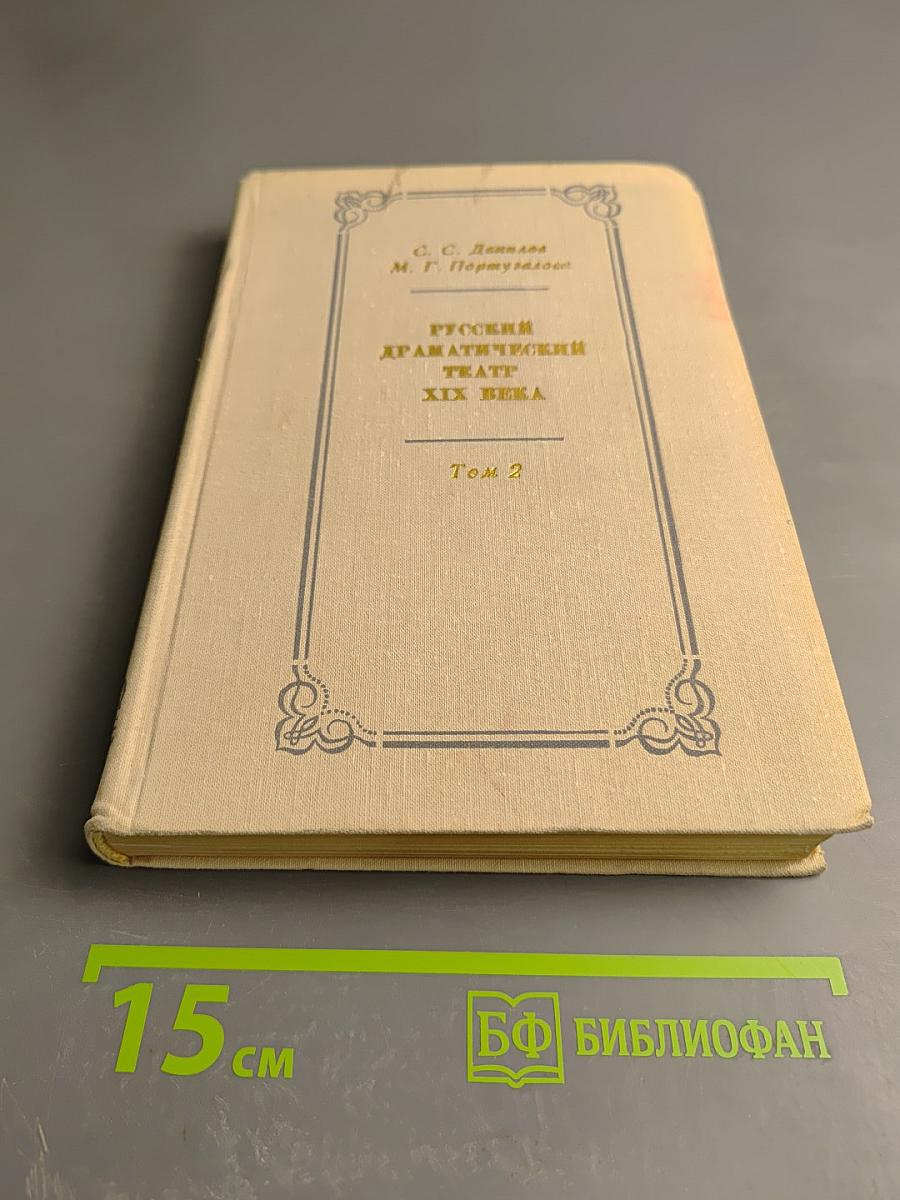 С. С. Данилов
М. Г. Португалова
РУССКИЙ
ДРАМАТИЧЕСКИЙ
ТЕАТР
XIX ВЕКА
Том 2
15 см
БФ БИБЛИОФАН